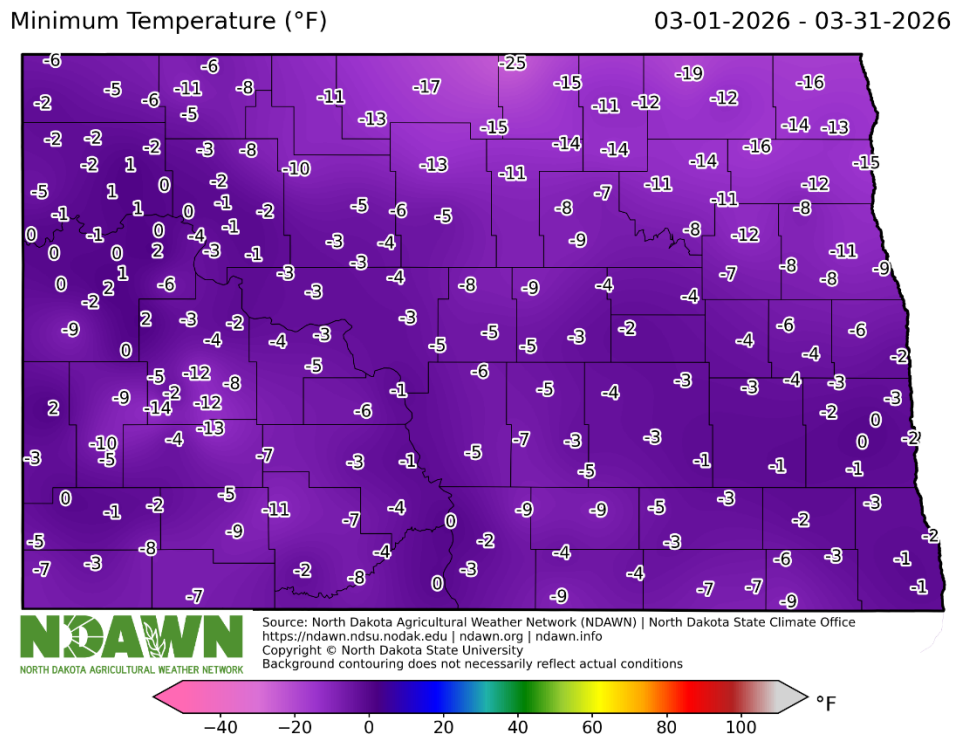 Minimum Temperature (°F) 03-01-2026 - 03-31-2026
-6 -6 -25
-5 -11 -8 -17 -15 -19 -16
-2 -6 -11 -11 -12 -12
-5 -13 -15 -14 -13
-2 -2 -2 -3 -8 -14 -14 -16
-2 1 -10 -13 -11 -14 -15
-5 1 0 -2 -7 -11 -12
-1 1 0 -1 -2 -5 -6 -5 -8 -11 -8
0 -1 0 -4 -1 -3 -4 -9 -8 -12
0 0 2 -3 -1 -3 -8 -11 -9
0 2 1 -6 -3 -3 -4 -8 -9 -4 -4 -7 -8
-2
-9 2 -3 -2 -3 -5 -2 -6 -6
0 -4 -4 -3 -5 -5 -3 -4 -4 -2
-5 -12 -8 -5 -6 -3 -3 -4 -3
2 -9 -2 -14 -12 -6 -1 -5 -4 -2 -3
-13 0
-3 -10 -5 -4 -7 -3 -1 -5 -7 -3 -3 -1 -1 0 -2
-5 -1
0 -1 -2 -5 -11 -7 -4 0 -9 -9 -5 -3 -2 -3
-5 -8 -9 -4 -2 -4 -3 -6 -3 -2
-7 -3 -2 -8 0 -3 -4 -7 -7 -1
-7 -9 -9 -1
NDAWN
NORTH DAKOTA AGRICULTURAL WEATHER NETWORK
Source: North Dakota Agricultural Weather Network (NDAWN) | North Dakota State Climate Office
https://ndawn.ndsu.nodak.edu | ndawn.org | ndawn.info
Copyright © North Dakota State University
Background contouring does not necessarily reflect actual conditions
−40 −20 0 20 40 60 80 100 °F